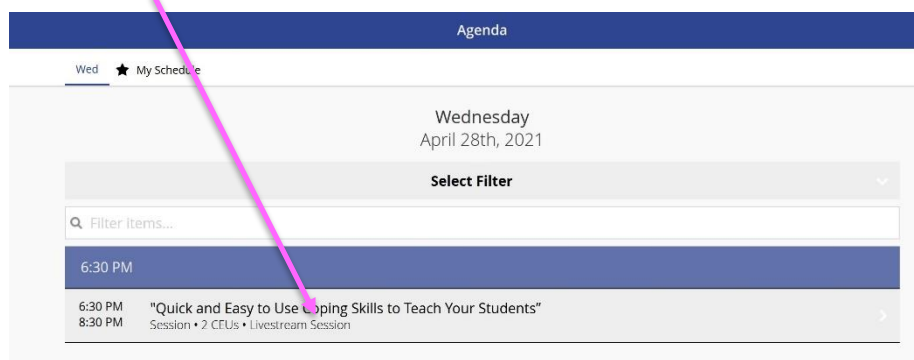 Agenda
Wed ★ My Schedule
Wednesday
April 28th, 2021
Select Filter
Filter items...
6:30 PM
6:30 PM "Quick and Easy to Use Coping Skills to Teach Your Students”
8:30 PM Session • 2 CEUs • Livestream Session